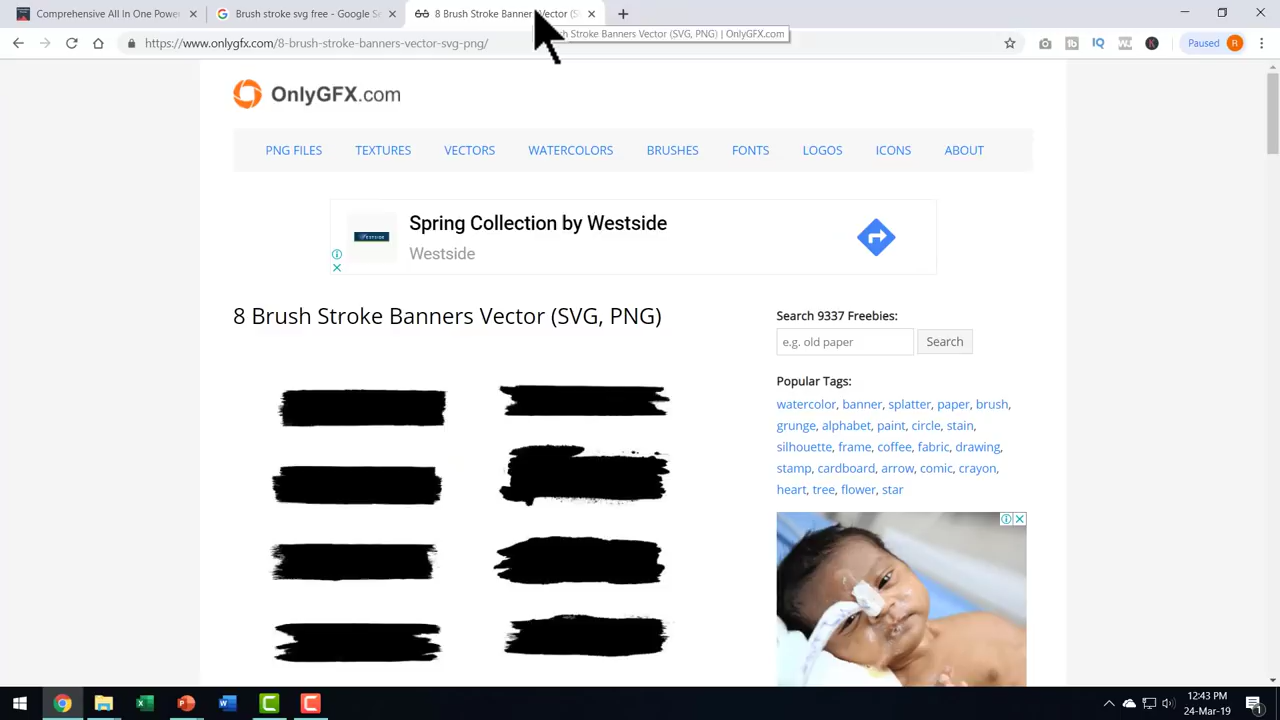 Comprehensive All In One Power
Brush stroke svg free - Google Se
8 Brush Stroke Banners Vector (S
sh Stroke Banners Vector (SVG, PNG) | OnlyGFX.com
https://www.onlygfx.com/8-brush-stroke-banners-vector-svg-png/
Paused
R
OnlyGFX.com
PNG FILES TEXTURES VECTORS WATERCOLORS BRUSHES FONTS LOGOS ICONS ABOUT
Spring Collection by Westside
Westside
8 Brush Stroke Banners Vector (SVG, PNG)
Search 9337 Freebies:
e.g. old paper
Search
Popular Tags:
watercolor, banner, splatter, paper, brush,
grunge, alphabet, paint, circle, stain,
silhouette, frame, coffee, fabric, drawing,
stamp, cardboard, arrow, comic, crayon,
heart, tree, flower, star
12:43 PM
24-Mar-19